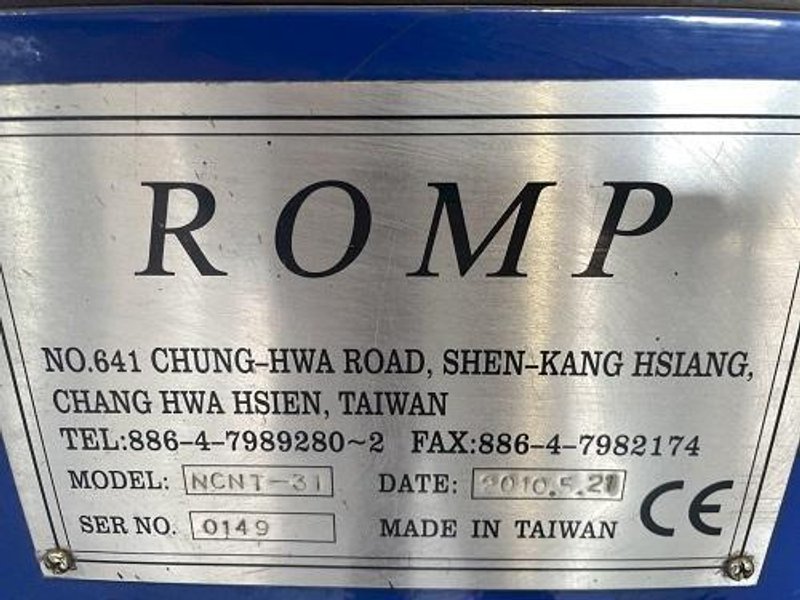 ROMP
NO.641 CHUNG-HWA ROAD, SHEN-KANG HSIANG,
CHANG HWA HSIEN, TAIWAN
TEL:886-4-7989280~2 FAX:886-4-7982174
MODEL: NCNT-31 DATE: 2010.5.21
SER NO. 0149 MADE IN TAIWAN CE